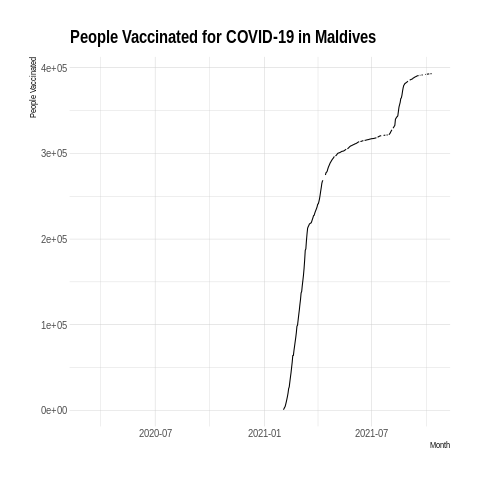 People Vaccinated for COVID-19 in Maldives
People Vaccinated
4e+05
3e+05
2e+05
1e+05
0e+00
2020-07
2021-01
2021-07
Month